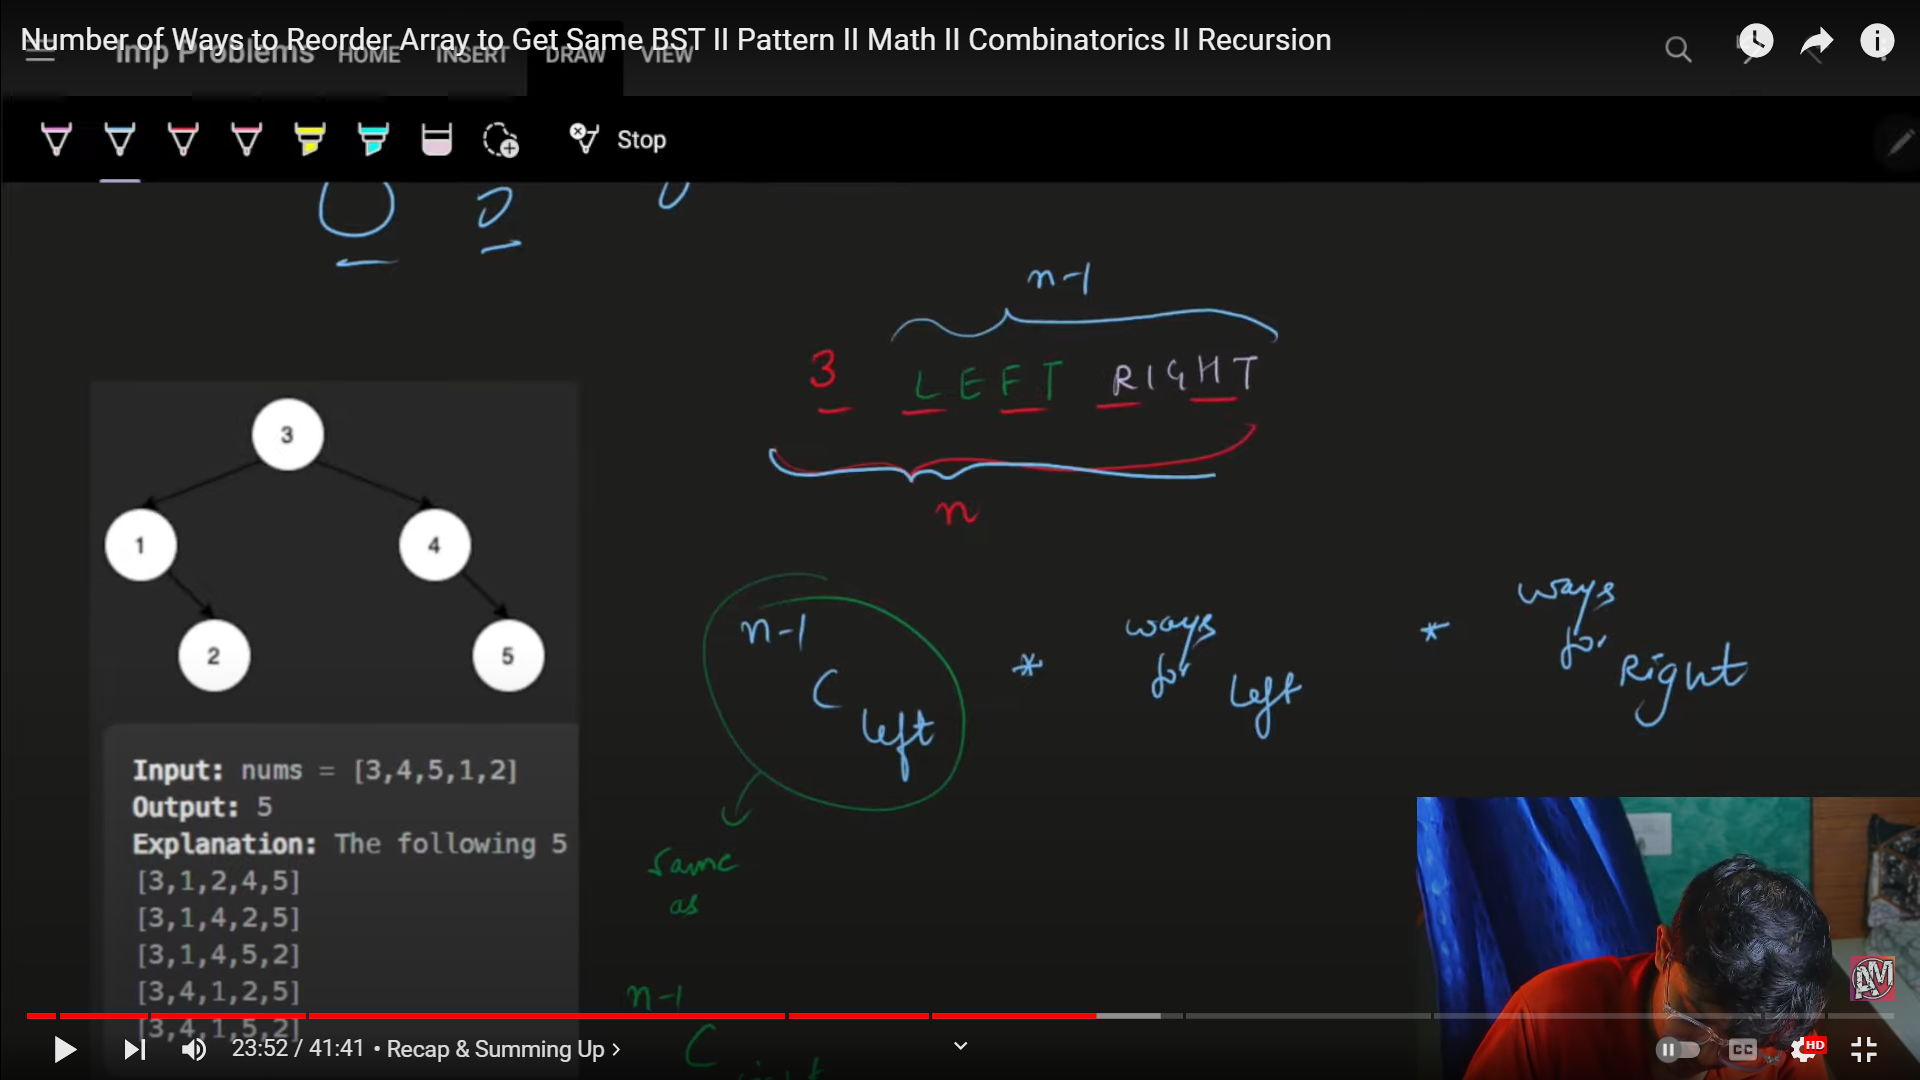 Number of Ways to Reorder Array to Get Same BST II Pattern II Math II Combinatorics II Recursion
Imp Problems HOME INSERT DRAW VIEW
Stop
n-1
3 LEFT RIGHT
n
3
1 4
2 5
n-1 C left * ways for left * ways for Right
same
as
n-1
C
Input: nums = [3,4,5,1,2]
Output: 5
Explanation: The following 5
[3,1,2,4,5]
[3,1,4,2,5]
[3,1,4,5,2]
[3,4,1,2,5]
[3,4,1,5,2]
AM
23:52 / 41:41 • Recap & Summing Up >
CC
HD